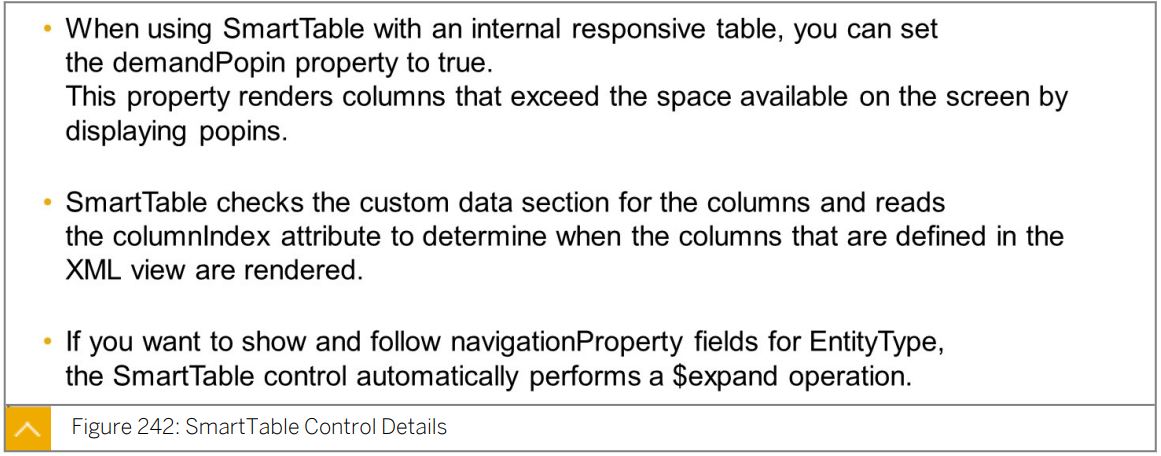 • When using SmartTable with an internal responsive table, you can set
the demandPopin property to true.
This property renders columns that exceed the space available on the screen by
displaying popins.
• SmartTable checks the custom data section for the columns and reads
the columnIndex attribute to determine when the columns that are defined in the
XML view are rendered.
• If you want to show and follow navigationProperty fields for EntityType,
the SmartTable control automatically performs a $expand operation.
Figure 242: SmartTable Control Details